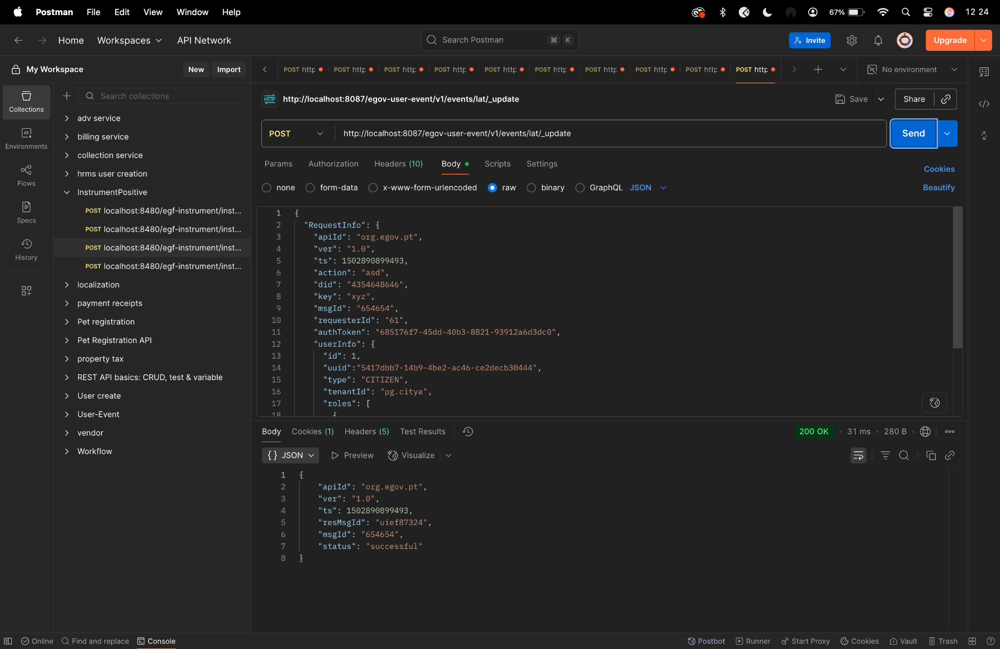 Postman File Edit View Window Help 67% 12 24
Home Workspaces API Network Search Postman ⌘ K Invite Upgrade
My Workspace New Import
POST http POST http POST http POST http POST http POST http POST http POST http POST http POST http No environment
Collections
Environments
Flows
Specs
History
Search collections
adv service
billing service
collection service
hrms user creation
InstrumentPositive
POST localhost:8480/egf-instrument/inst...
POST localhost:8480/egf-instrument/inst...
POST localhost:8480/egf-instrument/inst...
POST localhost:8480/egf-instrument/inst...
localization
payment receipts
Pet registration
Pet Registration API
property tax
REST API basics: CRUD, test & variable
User create
User-Event
vendor
Workflow
HTTP http://localhost:8087/egov-user-event/v1/events/lat/_update Save Share
POST http://localhost:8087/egov-user-event/v1/events/lat/_update Send
Params Authorization Headers (10) Body Scripts Settings Cookies
none form-data x-www-form-urlencoded raw binary GraphQL JSON Beautify
1 {
2 "RequestInfo": {
3 "apiId": "org.egov.pt",
4 "ver": "1.0",
5 "ts": 1502890899493,
6 "action": "asd",
7 "did": "4354648646",
8 "key": "xyz",
9 "msgId": "654654",
10 "requesterId": "61",
11 "authToken": "685176f7-45dd-40b3-8821-93912a6d3dc0",
12 "userInfo": {
13 "id": 1,
14 "uuid":"5417dbb7-14b9-4be2-ac46-ce2decb30444",
15 "type": "CITIZEN",
16 "tenantId": "pg.citya",
17 "roles": [
18 {
Body Cookies (1) Headers (5) Test Results 200 OK • 31 ms • 280 B •
{} JSON Preview Visualize
1 {
2 "apiId": "org.egov.pt",
3 "ver": "1.0",
4 "ts": 1502890899493,
5 "resMsgId": "uief87324",
6 "msgId": "654654",
7 "status": "successful"
8 }
Online Find and replace Console Postbot Runner Start Proxy Cookies Vault Trash